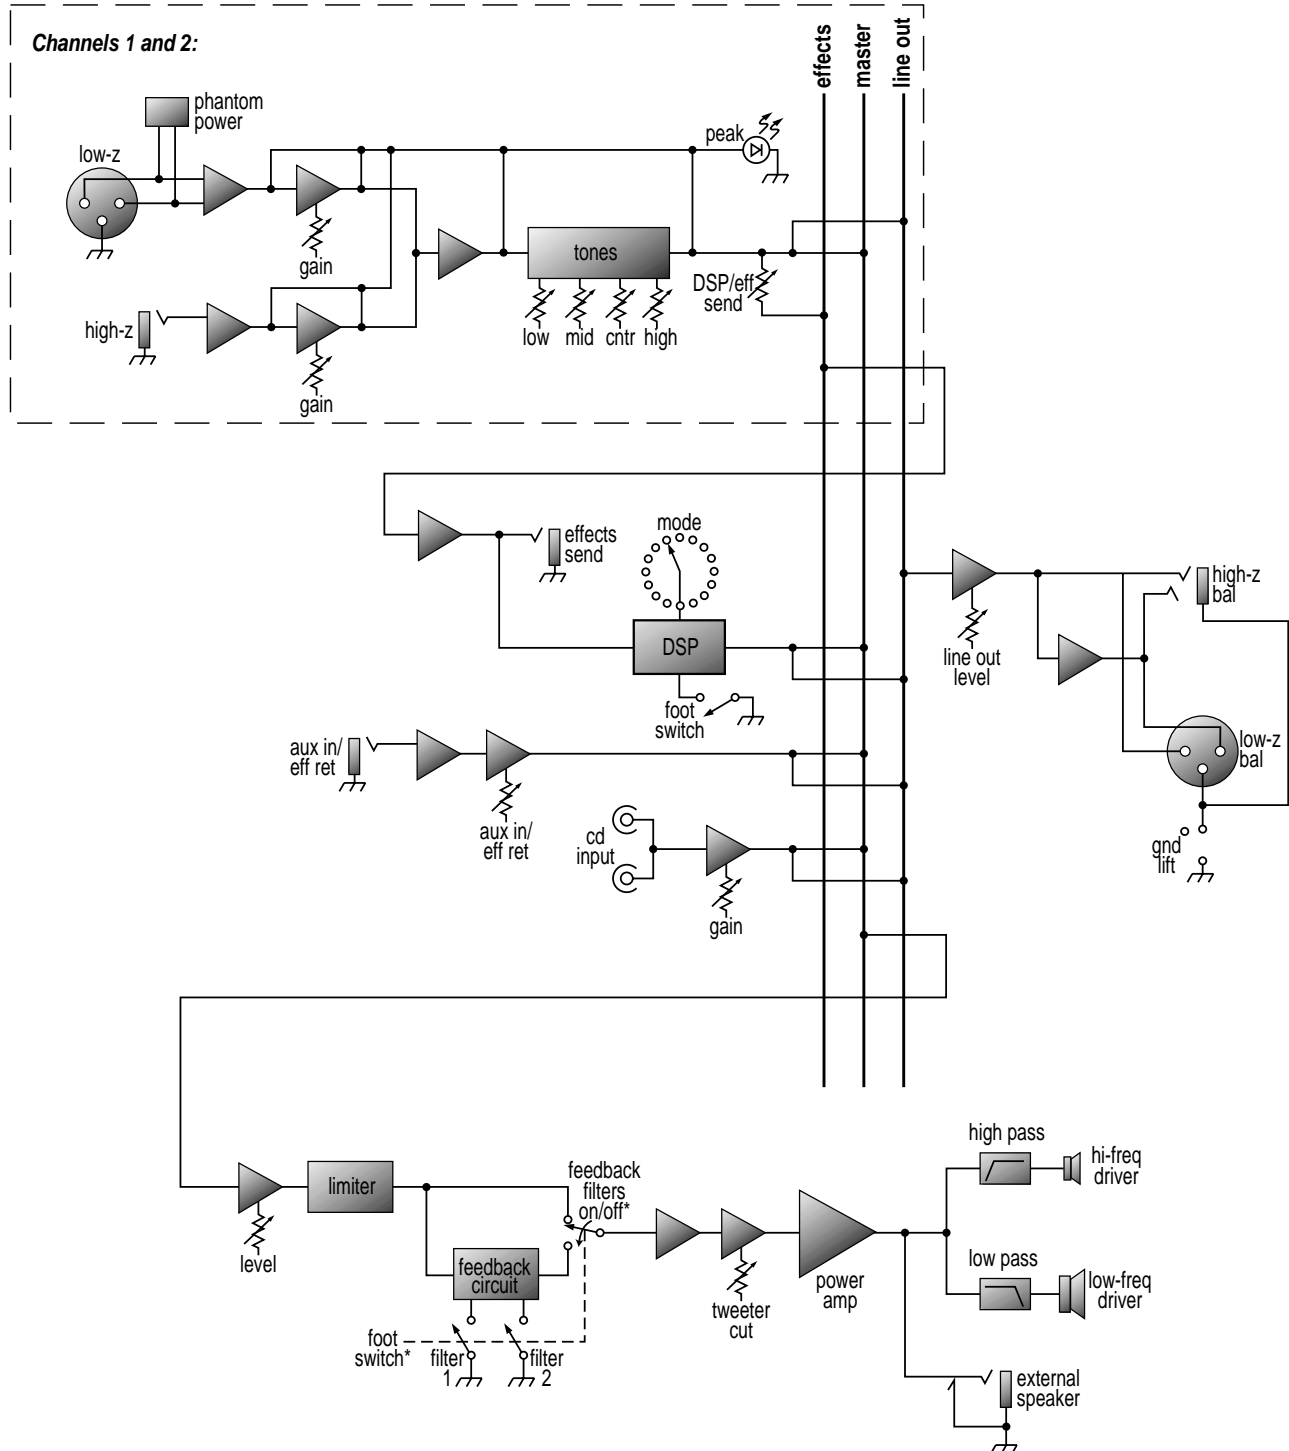 Channels 1 and 2:
effects
master
line out
phantom
power
low-z
peak
gain
tones
DSP/eff
send
high-z
low
mid
cntr
high
gain
effects
send
mode
DSP
foot
switch
high-z
bal
line out
level
low-z
bal
gnd
lift
aux in/
eff ret
aux in/
eff ret
cd
input
gain
level
limiter
feedback
filters
on/off*
feedback
circuit
foot
switch*
filter
1
filter
2
tweeter
cut
power
amp
high pass
hi-freq
driver
low pass
low-freq
driver
external
speaker